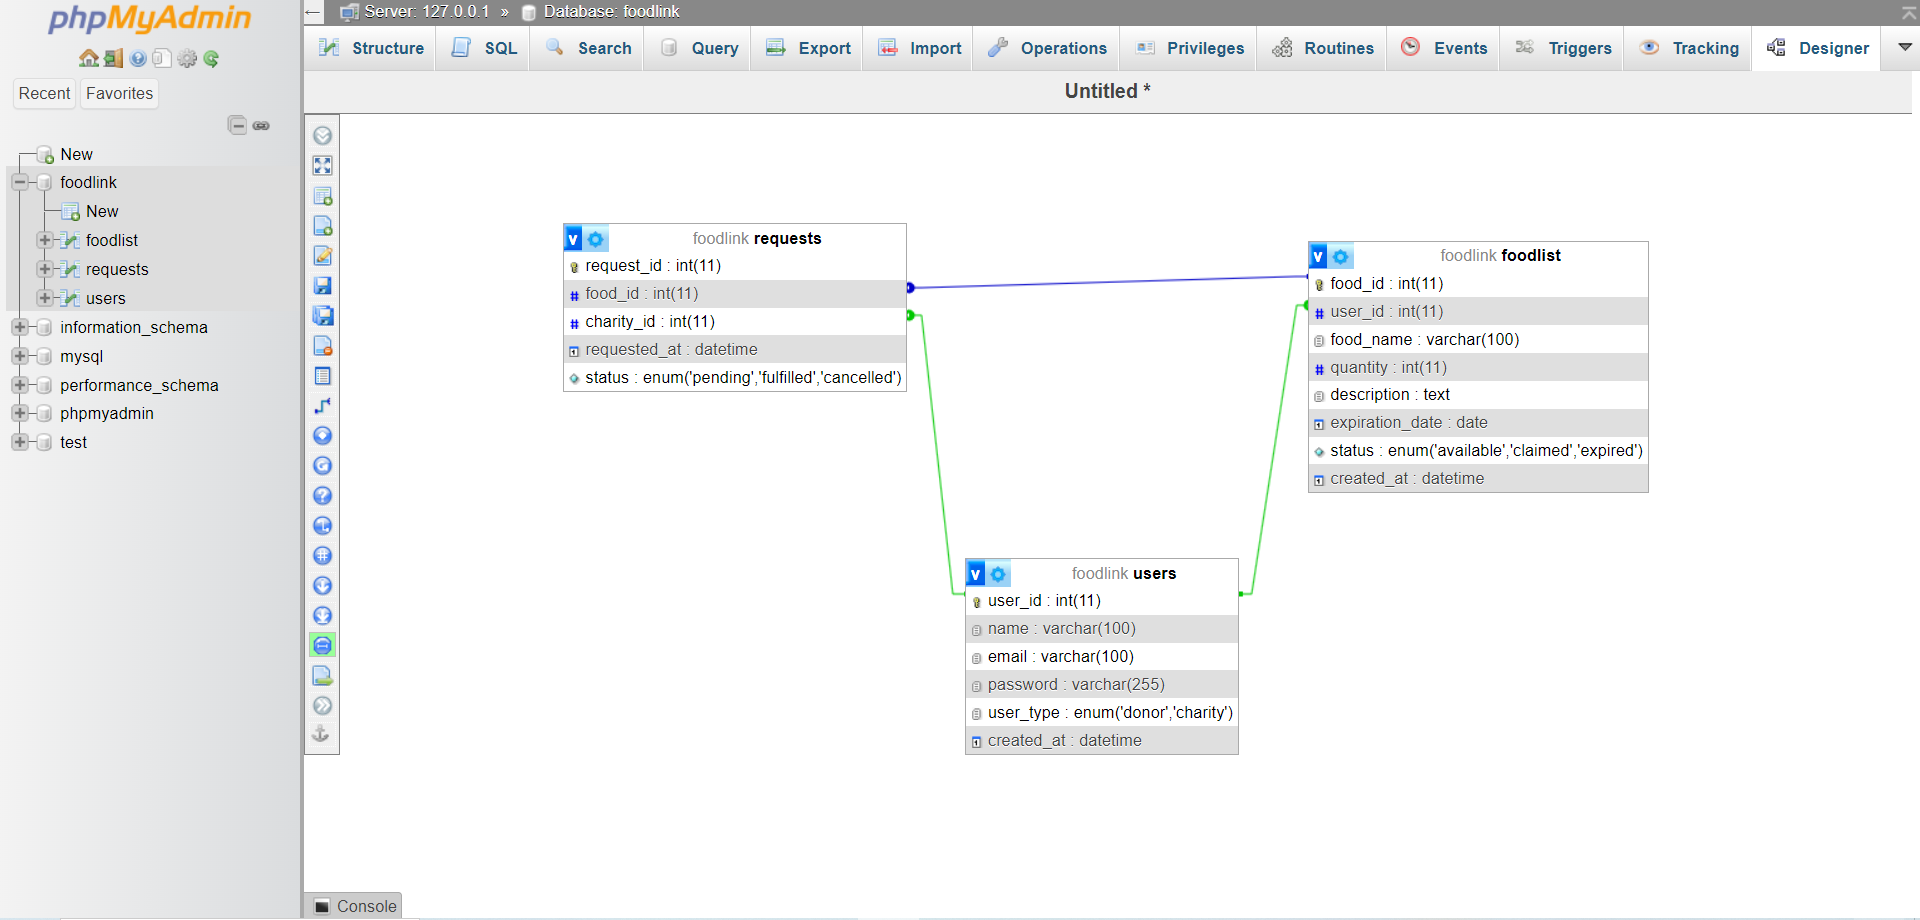 phpMyAdmin
Recent Favorites
New
foodlink
New
foodlist
requests
users
information_schema
mysql
performance_schema
phpmyadmin
test
Server: 127.0.0.1 » Database: foodlink
Structure SQL Search Query Export Import Operations Privileges Routines Events Triggers Tracking Designer
Untitled *
v foodlink requests
request_id : int(11)
food_id : int(11)
charity_id : int(11)
requested_at : datetime
status : enum('pending','fulfilled','cancelled')
v foodlink foodlist
food_id : int(11)
user_id : int(11)
food_name : varchar(100)
quantity : int(11)
description : text
expiration_date : date
status : enum('available','claimed','expired')
created_at : datetime
v foodlink users
user_id : int(11)
name : varchar(100)
email : varchar(100)
password : varchar(255)
user_type : enum('donor','charity')
created_at : datetime
Console